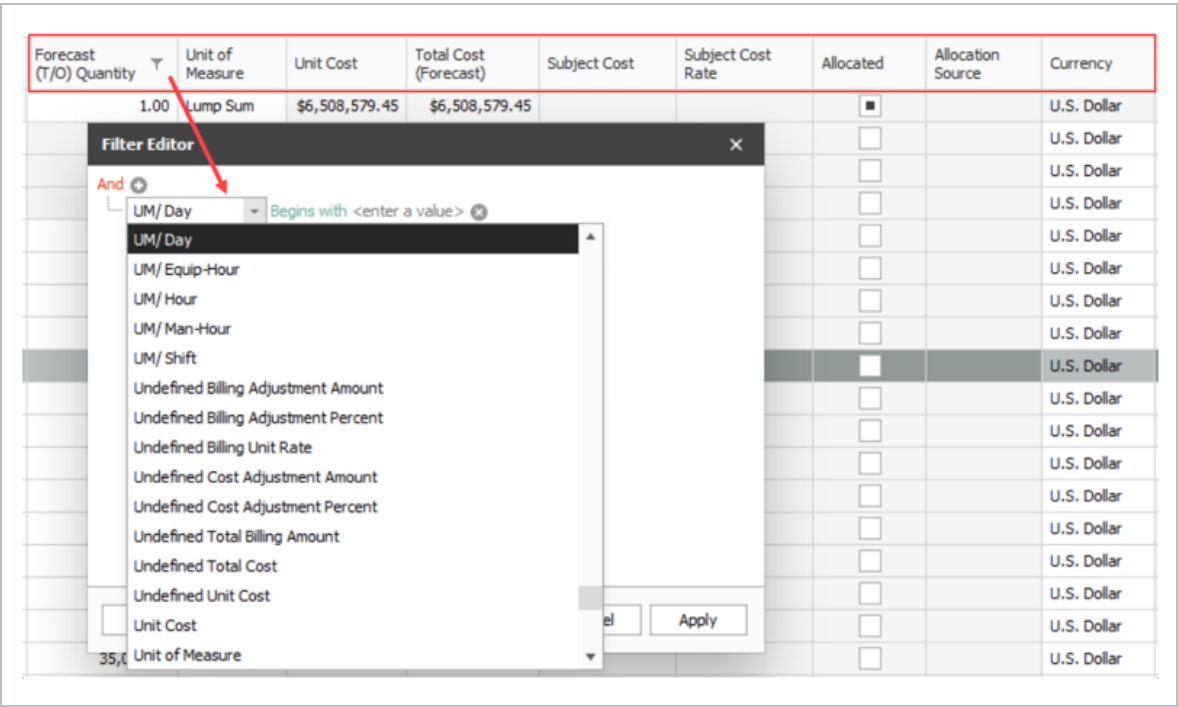 Forecast (T/O) Quantity Unit of Measure Unit Cost Total Cost (Forecast) Subject Cost Subject Cost Rate Allocated Allocation Source Currency
1.00 Lump Sum $6,508,579.45 $6,508,579.45 U.S. Dollar
Filter Editor U.S. Dollar
U.S. Dollar
And
UM/Day Begins with <enter a value> U.S. Dollar
UM/Day U.S. Dollar
UM/Equip-Hour U.S. Dollar
UM/Hour U.S. Dollar
UM/Man-Hour U.S. Dollar
UM/Shift U.S. Dollar
Undefined Billing Adjustment Amount U.S. Dollar
Undefined Billing Adjustment Percent U.S. Dollar
Undefined Billing Unit Rate U.S. Dollar
Undefined Cost Adjustment Amount U.S. Dollar
Undefined Cost Adjustment Percent U.S. Dollar
Undefined Total Billing Amount
Undefined Total Cost U.S. Dollar
Undefined Unit Cost U.S. Dollar
Unit Cost Apply U.S. Dollar
Unit of Measure U.S. Dollar